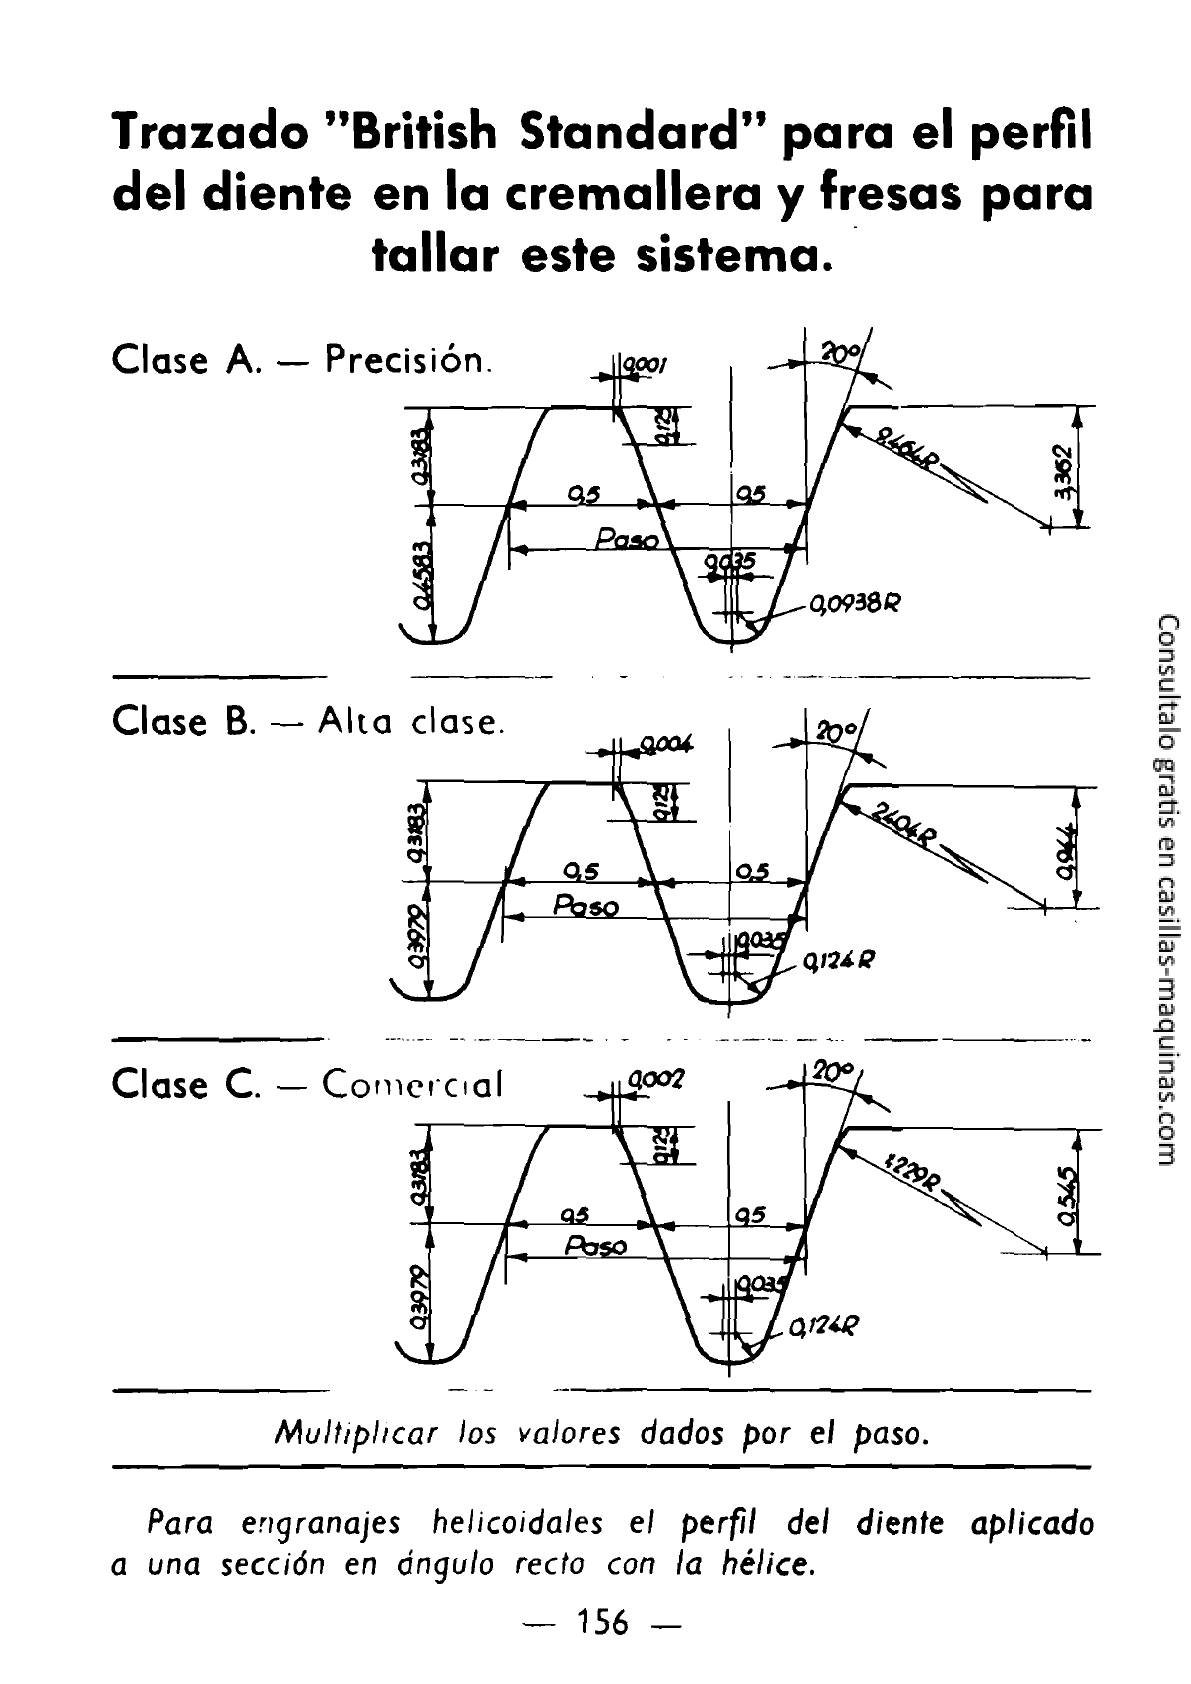 Trazado "British Standard" para el perfil
del diente en la cremallera y fresas para
tallar este sistema.
Clase A. — Precisión.
0,001
20°
0,125
0,3183
8,464R
3,362
0,5
0,5
Paso
0,4583
0,035
0,0938R
Clase B. — Alta clase.
0,004
20°
0,125
0,3183
2404R
0,944
0,5
0,5
Paso
0,3979
0,035
0,124R
Clase C. — Comercial
0,002
20°
0,125
0,3183
0,545
0,5
0,5
Paso
0,3979
0,035
0,124R
Multiplicar los valores dados por el paso.
Para engranajes helicoidales el perfil del diente aplicado
a una sección en ángulo recto con la hélice.
— 156 —
Consultalo gratis en casillas-maquinas.com